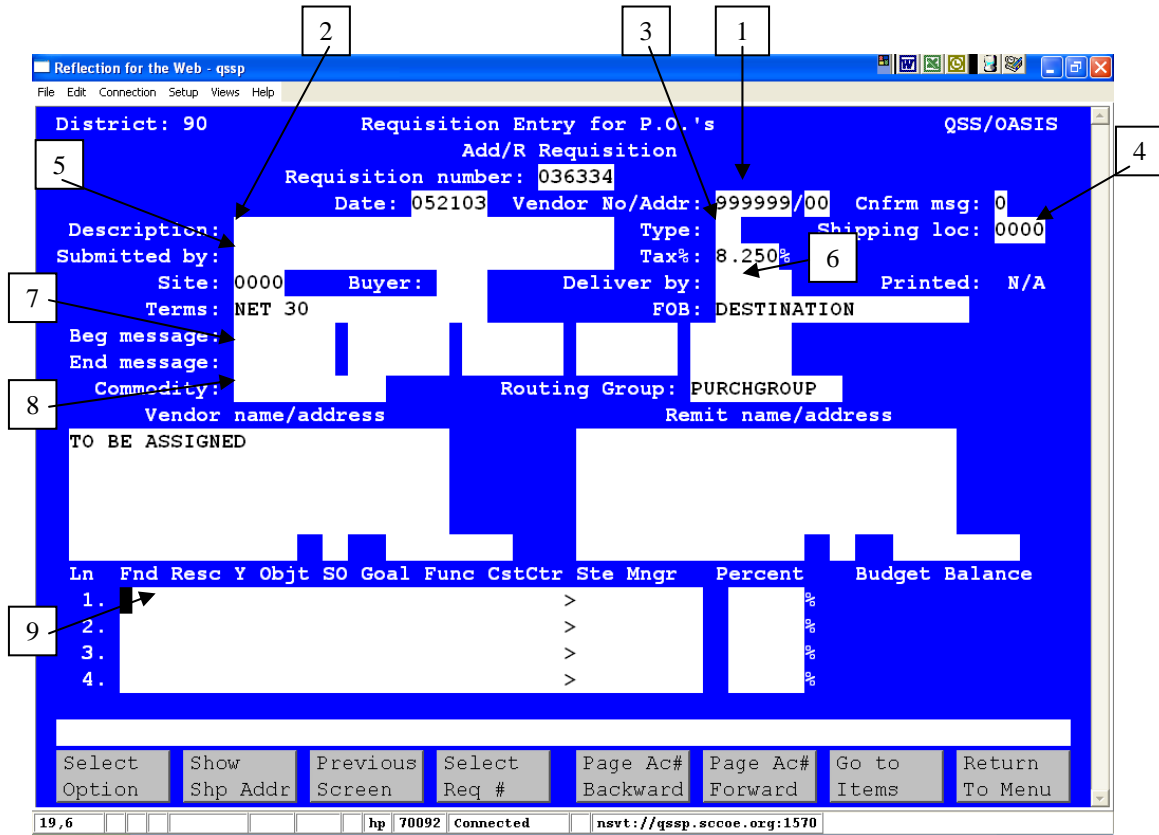 2 3 1
Reflection for the Web - qssp
File Edit Connection Setup Views Help
District: 90 Requisition Entry for P.O.'s QSS/OASIS
4
Add/R Requisition
5
Requisition number: 036334
Date: 052103 Vendor No/Addr: 999999/00 Cnfrm msg: 0
Description: Type: Shipping loc: 0000
Submitted by: Tax%: 8.250%
6
Site: 0000 Buyer: Deliver by: Printed: N/A
7
Terms: NET 30 FOB: DESTINATION
Beg message:
End message:
Commodity: Routing Group: PURCHGROUP
8
Vendor name/address Remit name/address
TO BE ASSIGNED
Ln Fnd Resc Y Objt SO Goal Func CstCtr Ste Mngr Percent Budget Balance
1. > %
9
2. > %
3. > %
4. > %
Select Option
Show Shp Addr
Previous Screen
Select Req #
Page Ac# Backward
Page Ac# Forward
Go to Items
Return To Menu
19,6 hp 70092 Connected nsvt://qssp.sccoe.org:1570